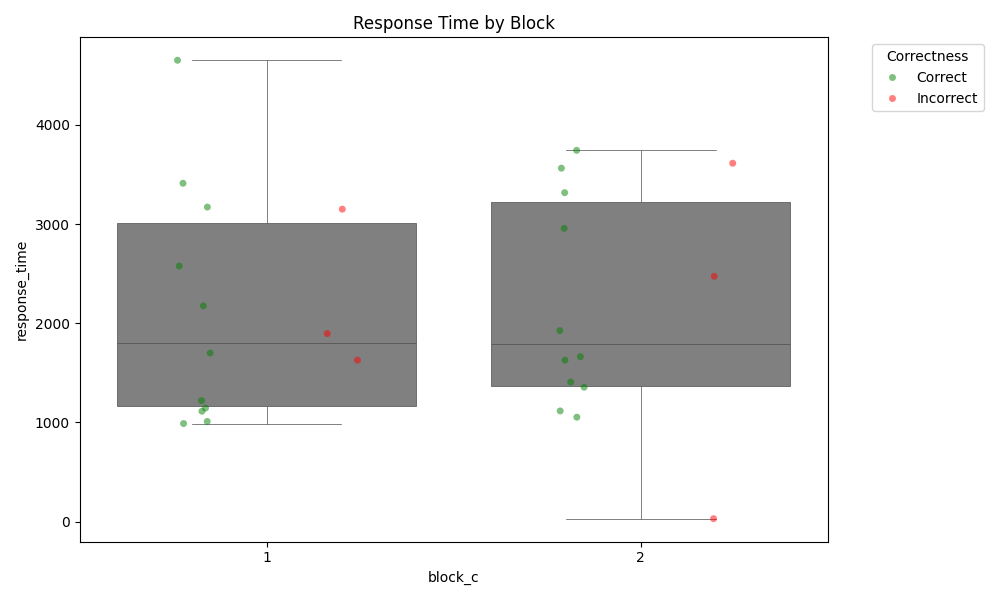 Response Time by Block
Correctness
Correct
Incorrect
response_time
4000
3000
2000
1000
0
1
2
block_c